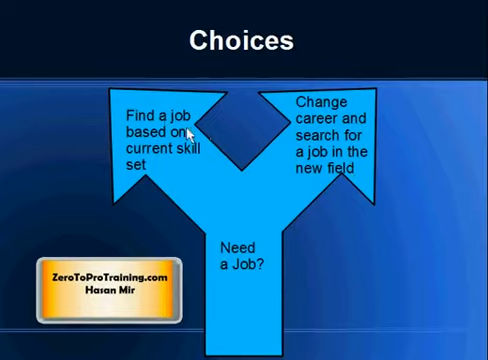 Choices
Find a job
based on
current skill
set
Change
career and
search for
a job in the
new field
Need
a Job?
ZeroToProTraining.com
Hasan Mir